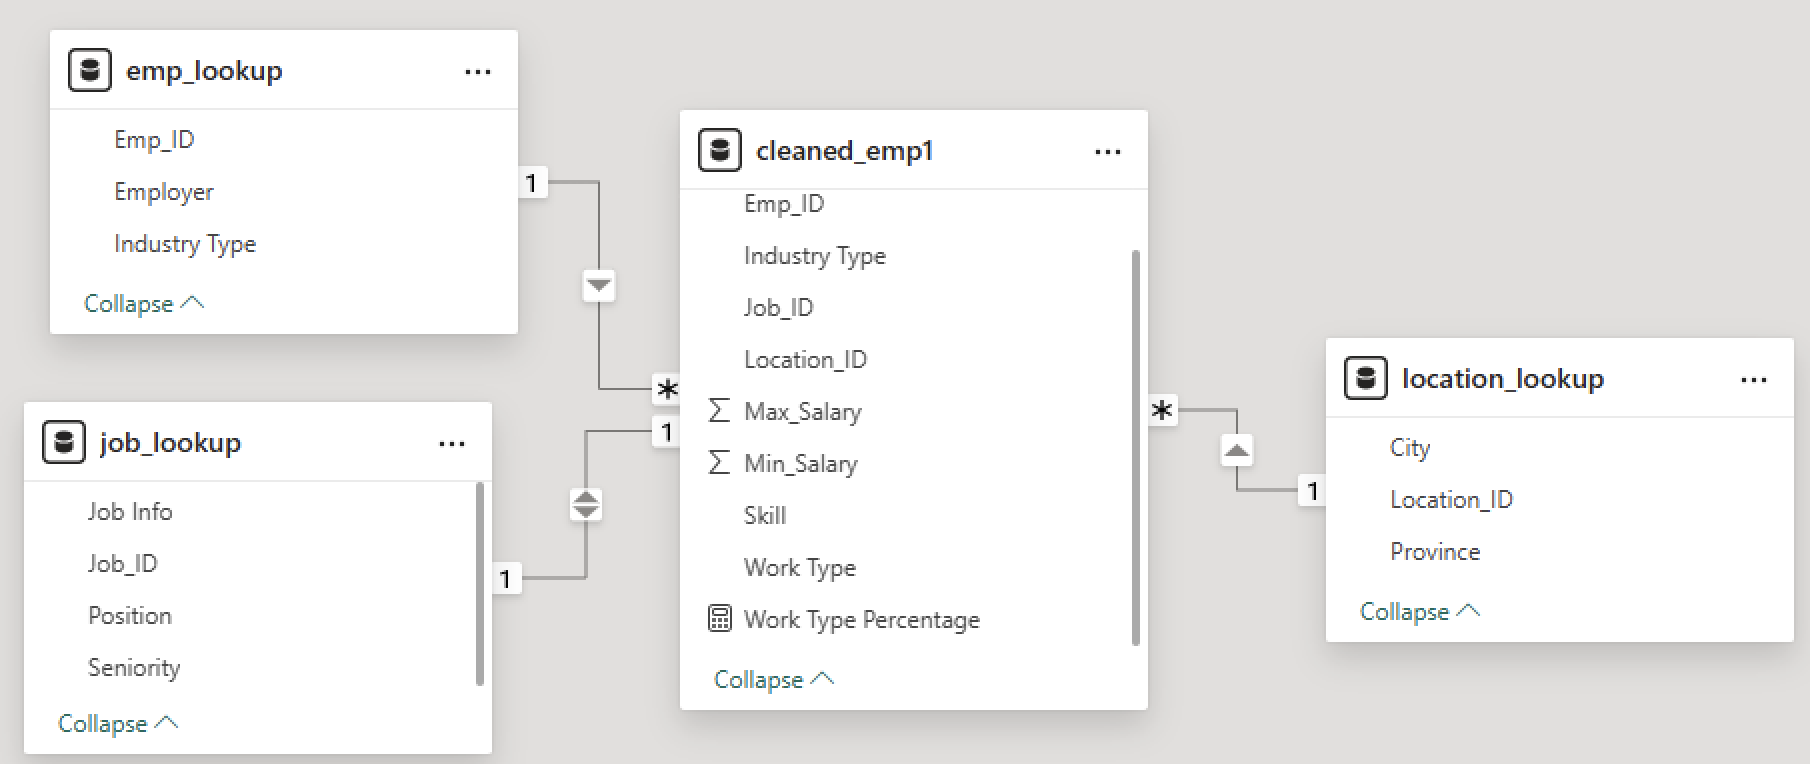 emp_lookup ...
Emp_ID
Employer
Industry Type
Collapse
1
*
job_lookup ...
Job Info
Job_ID
Position
Seniority
Collapse
1
1
cleaned_emp1 ...
Emp_ID
Industry Type
Job_ID
Location_ID
Σ Max_Salary
Σ Min_Salary
Skill
Work Type
Work Type Percentage
Collapse
*
1
location_lookup ...
City
Location_ID
Province
Collapse